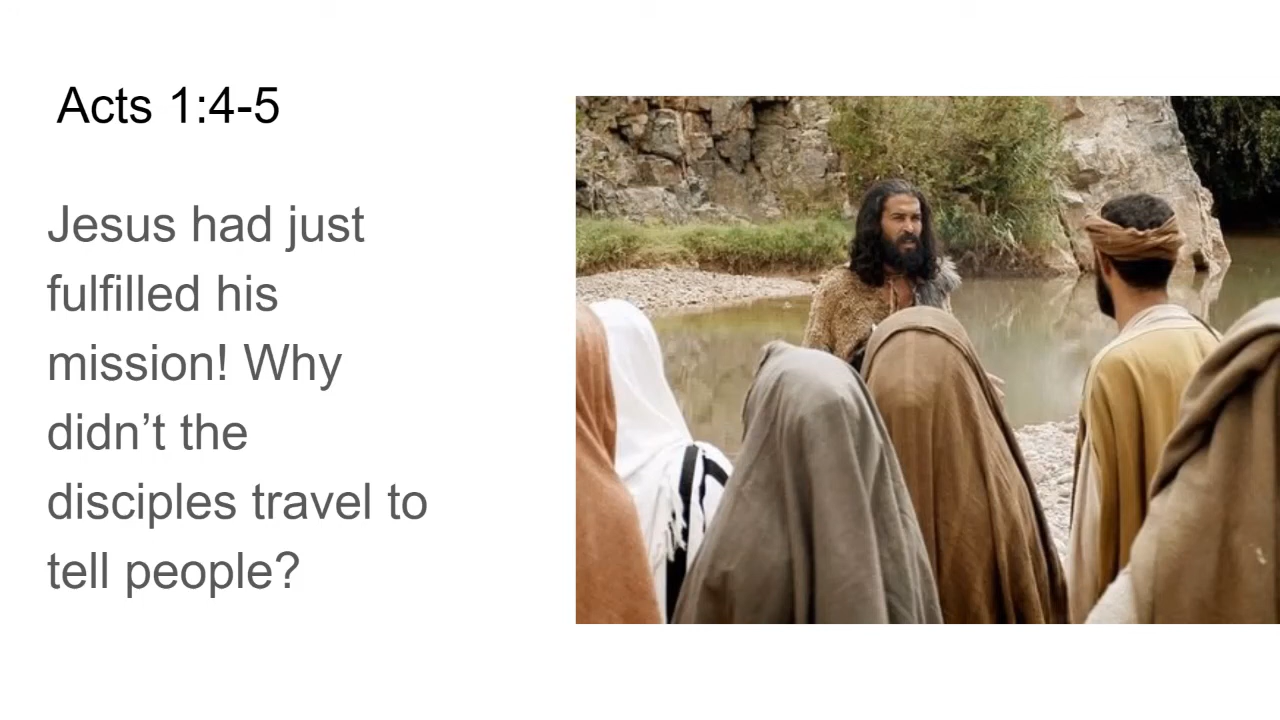 Acts 1:4-5
Jesus had just
fulfilled his
mission! Why
didn’t the
disciples travel to
tell people?